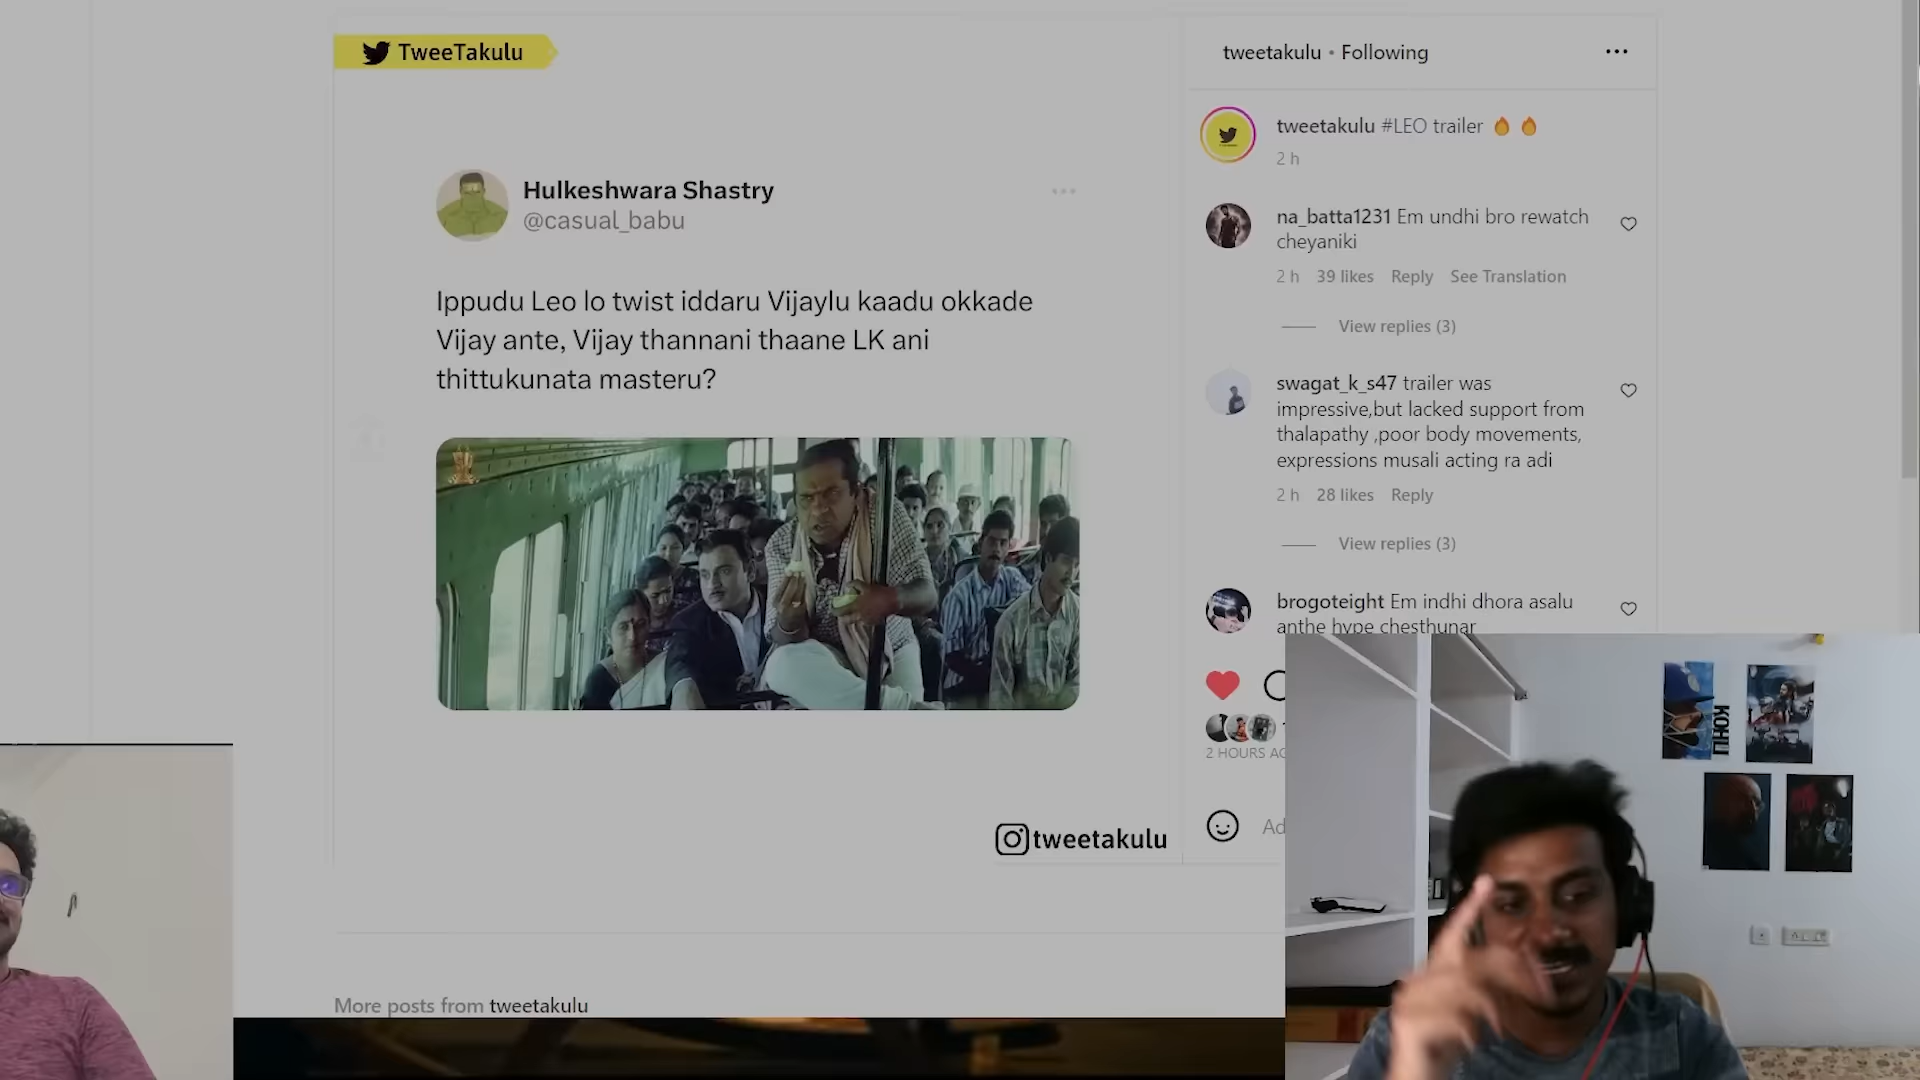 TweeTakulu
Hulkeshwara Shastry
@casual_babu
Ippudu Leo lo twist iddaru Vijaylu kaadu okkade
Vijay ante, Vijay thannani thaane LK ani
thittukunata masteru?
tweetakulu
More posts from tweetakulu
tweetakulu • Following
tweetakulu #LEO trailer 🔥 🔥
2 h
na_batta1231 Em undhi bro rewatch
cheyaniki
2 h 39 likes Reply See Translation
View replies (3)
swagat_k_s47 trailer was
impressive,but lacked support from
thalapathy ,poor body movements,
expressions musali acting ra adi
2 h 28 likes Reply
View replies (3)
brogoteight Em indhi dhora asalu
anthe hype chesthunar
2 HOURS AG
Ad
KOHLI